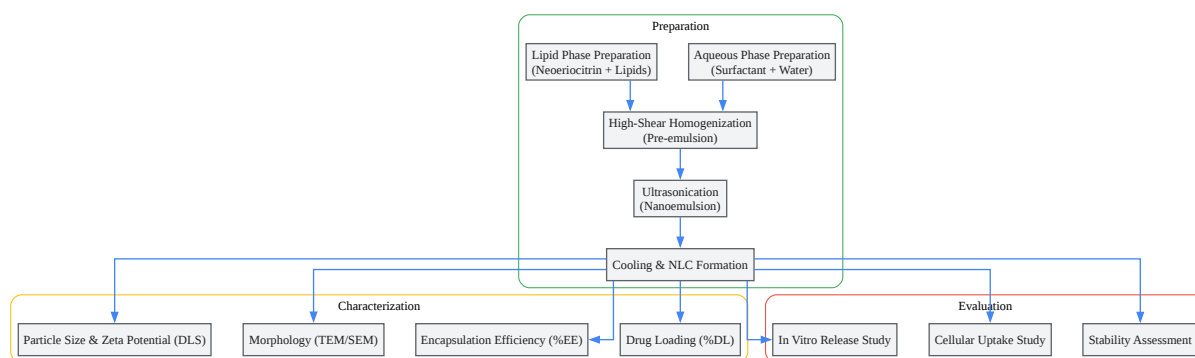 Preparation
Lipid Phase Preparation
(Neoeriocitrin + Lipids)
Aqueous Phase Preparation
(Surfactant + Water)
High-Shear Homogenization
(Pre-emulsion)
Ultrasonication
(Nanoemulsion)
Cooling & NLC Formation
Characterization
Particle Size & Zeta Potential (DLS)
Morphology (TEM/SEM)
Encapsulation Efficiency (%EE)
Drug Loading (%DL)
Evaluation
In Vitro Release Study
Cellular Uptake Study
Stability Assessment